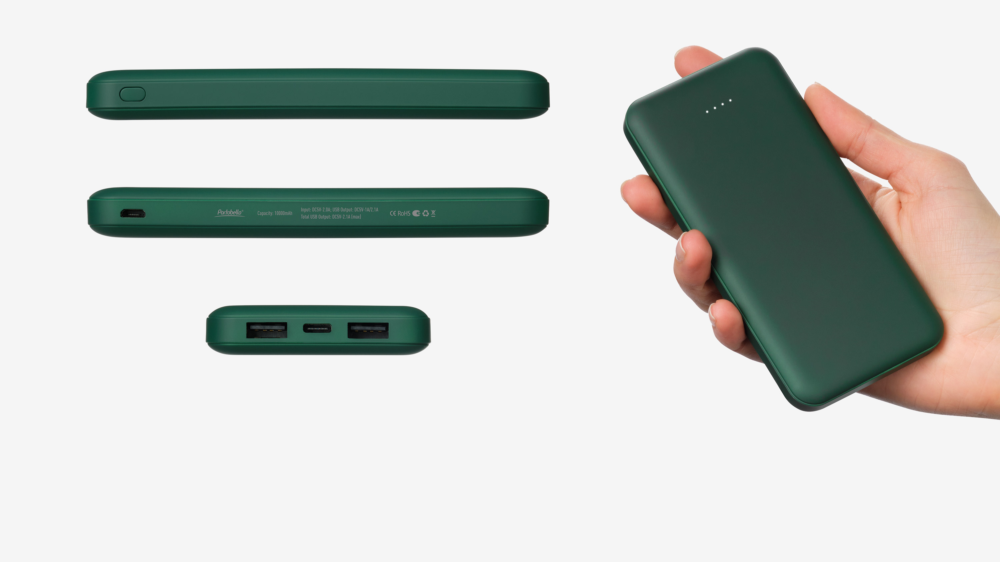 Portobello®
Capacity: 10000mAh
Input: DC5V-2.0A; USB Output: DC5V-1A/2.1A
Total USB Output: DC5V-2.1A (max)
CE RoHS